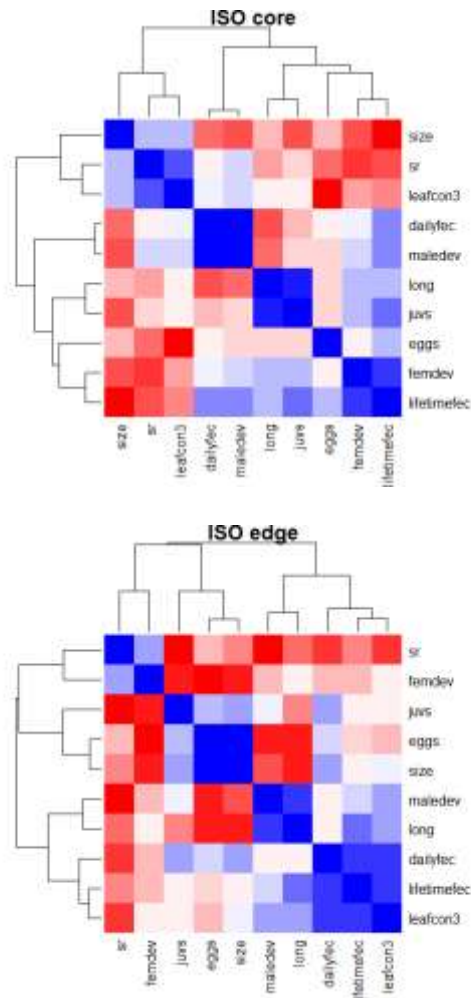 ISO core
size
sr
leafcon3
dailyfec
maledev
long
juvs
eggs
femdev
lifetimefec
size
sr
leafcon3
dailyfec
maledev
long
juvs
eggs
femdev
lifetimefec
ISO edge
sr
femdev
juvs
eggs
size
maledev
long
dailyfec
lifetimefec
leafcon3
sr
femdev
juvs
eggs
size
maledev
long
dailyfec
lifetimefec
leafcon3